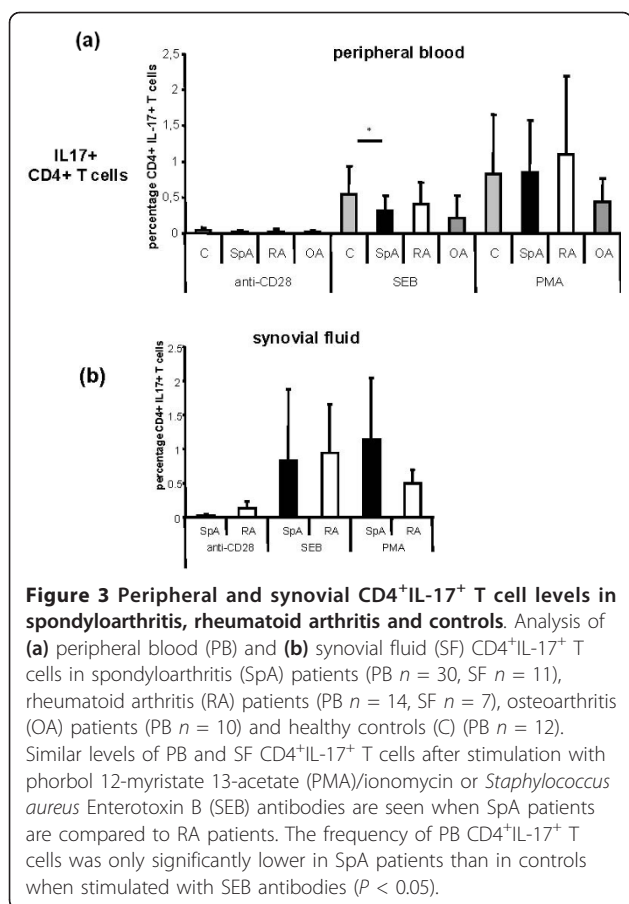 (a)
peripheral blood
IL17+
CD4+ T cells
percentage CD4+ IL-17+ T cells
2,5
2
1,5
1
0,5
0
*
C SpA RA OA C SpA RA OA C SpA RA OA
anti-CD28 SEB PMA
(b)
synovial fluid
percentage CD4+ IL17+ T cells
2.5
2
1.5
1
0.5
0
SpA RA SpA RA SpA RA
anti-CD28 SEB PMA
Figure 3 Peripheral and synovial CD4⁺IL-17⁺ T cell levels in
spondyloarthritis, rheumatoid arthritis and controls. Analysis of
(a) peripheral blood (PB) and (b) synovial fluid (SF) CD4⁺IL-17⁺ T
cells in spondyloarthritis (SpA) patients (PB n = 30, SF n = 11),
rheumatoid arthritis (RA) patients (PB n = 14, SF n = 7), osteoarthritis
(OA) patients (PB n = 10) and healthy controls (C) (PB n = 12).
Similar levels of PB and SF CD4⁺IL-17⁺ T cells after stimulation with
phorbol 12-myristate 13-acetate (PMA)/ionomycin or Staphylococcus
aureus Enterotoxin B (SEB) antibodies are seen when SpA patients
are compared to RA patients. The frequency of PB CD4⁺IL-17⁺ T
cells was only significantly lower in SpA patients than in controls
when stimulated with SEB antibodies (P < 0.05).